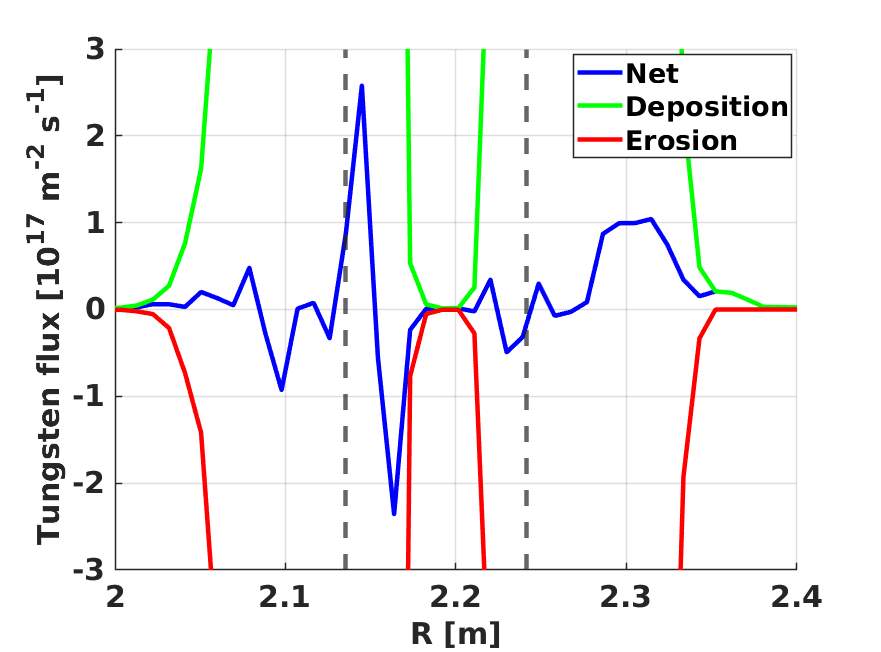 Tungsten flux [10^17 m^-2 s^-1]
3
2
1
0
-1
-2
-3
Net
Deposition
Erosion
2
2.1
2.2
2.3
2.4
R [m]